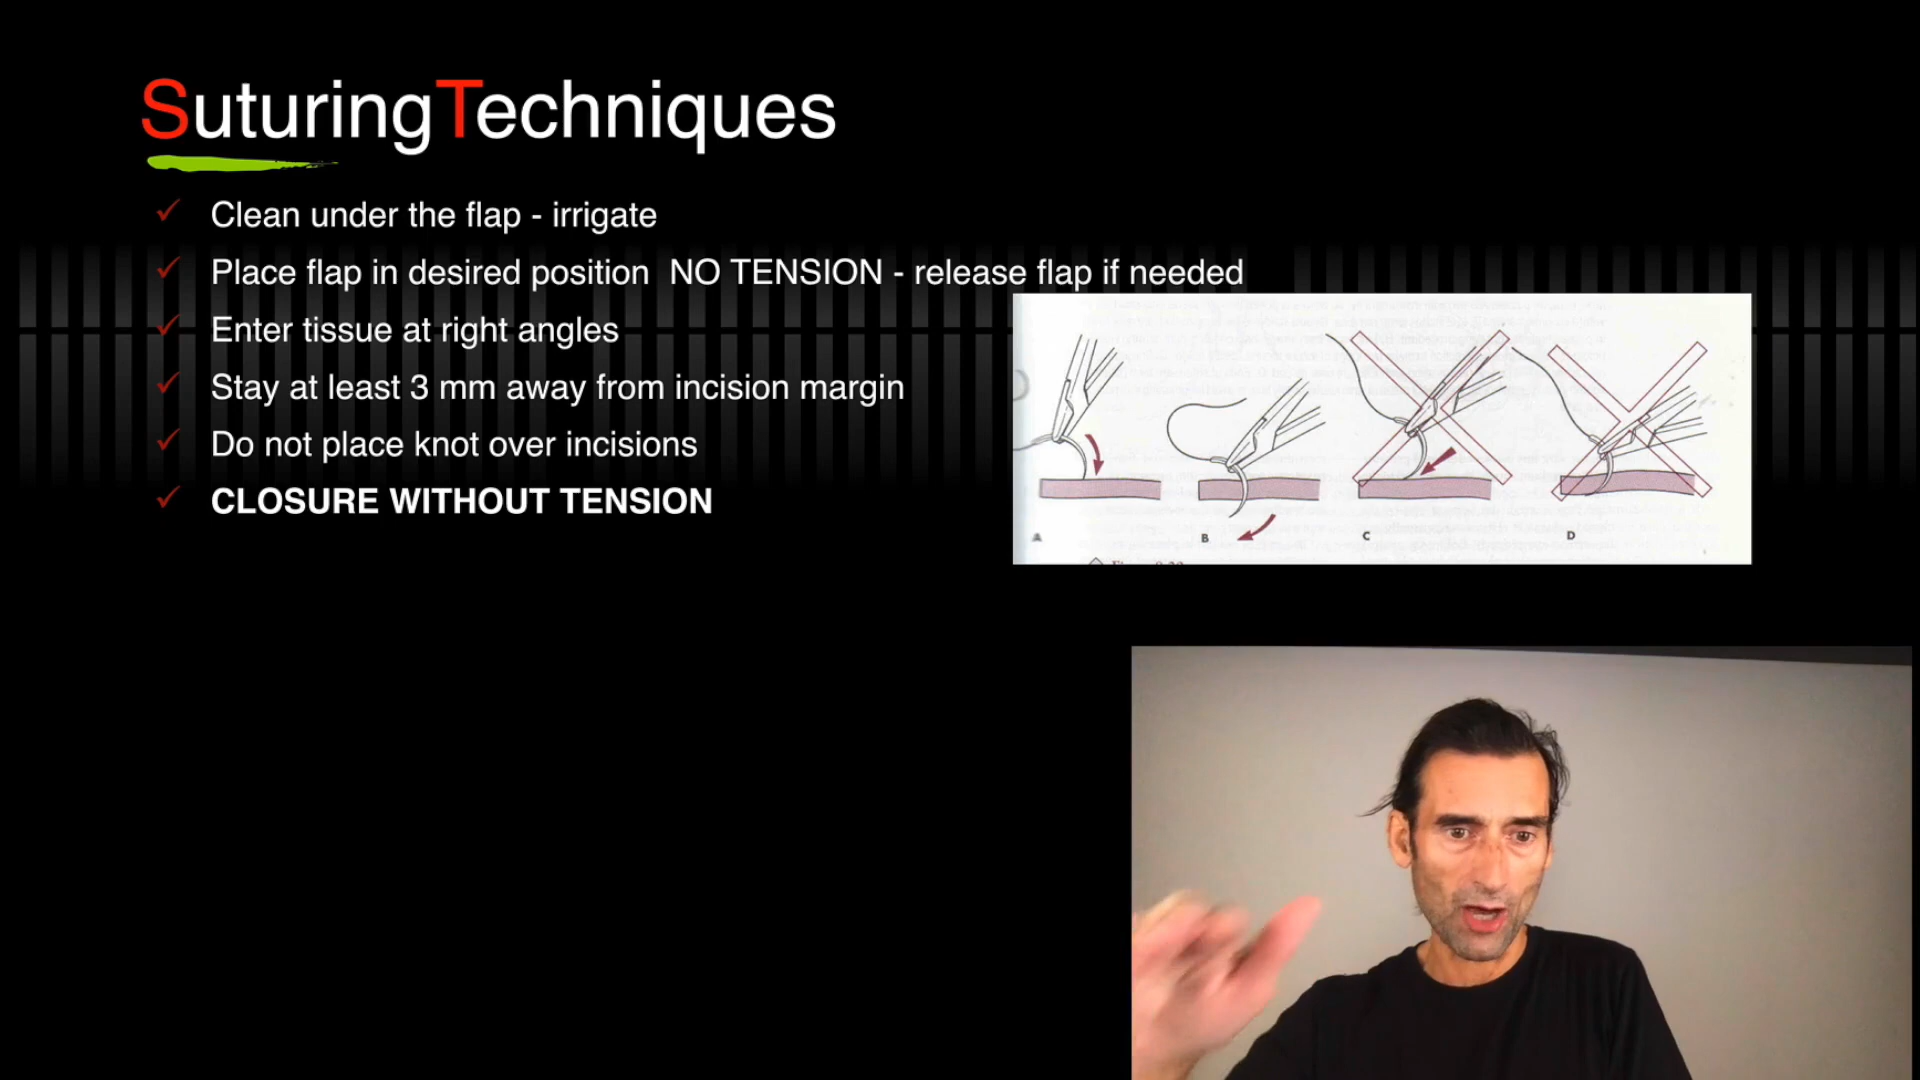 SuturingTechniques
Clean under the flap - irrigate
Place flap in desired position NO TENSION - release flap if needed
Enter tissue at right angles
Stay at least 3 mm away from incision margin
Do not place knot over incisions
CLOSURE WITHOUT TENSION
A B C D